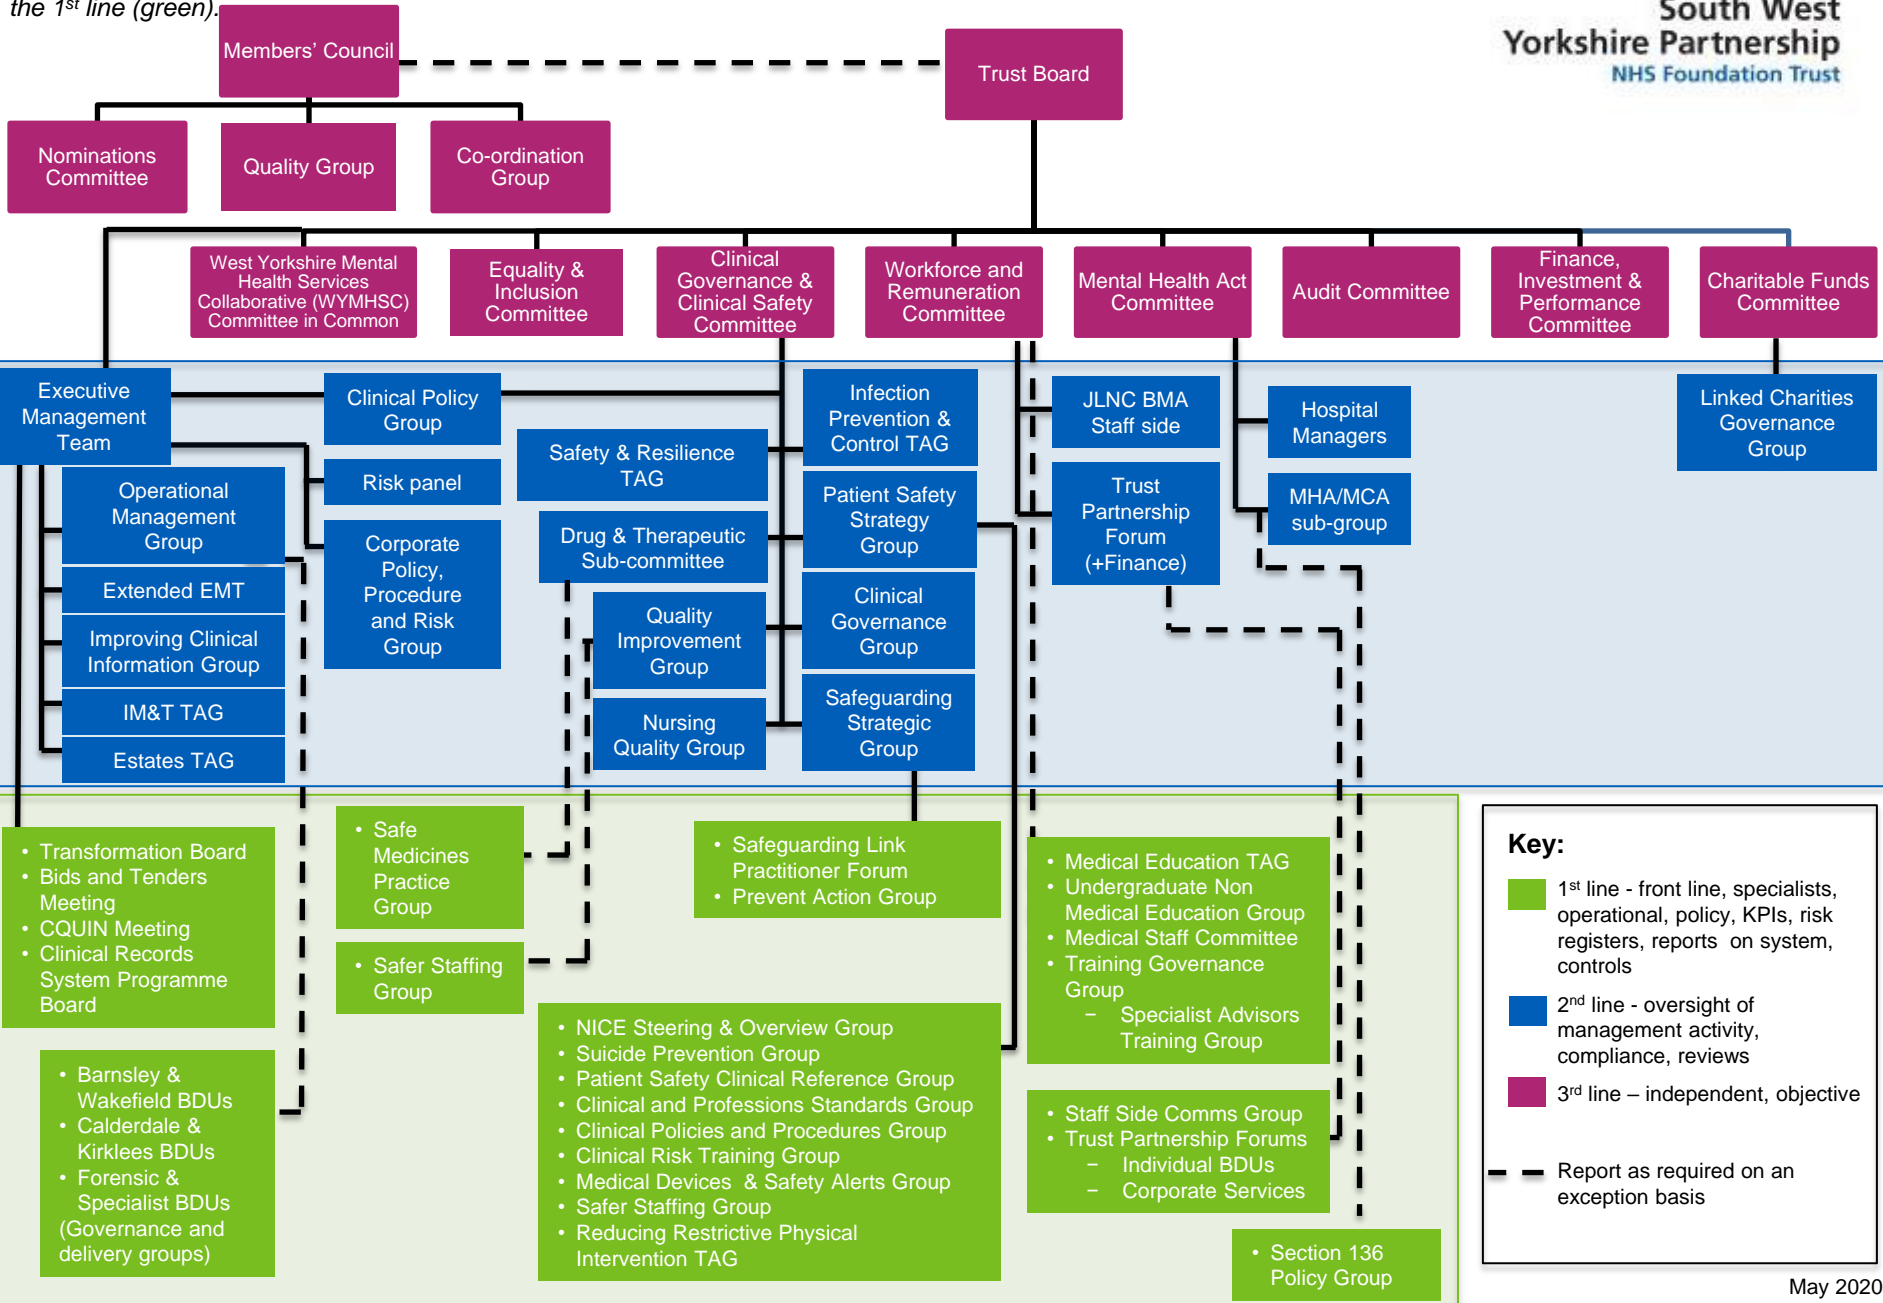 the 1st line (green).
South West
Yorkshire Partnership
NHS Foundation Trust
Members' Council
Trust Board
Nominations
Committee
Quality Group
Co-ordination
Group
West Yorkshire Mental
Health Services
Collaborative (WYMHSC)
Committee in Common
Equality &
Inclusion
Committee
Clinical
Governance &
Clinical Safety
Committee
Workforce and
Remuneration
Committee
Mental Health Act
Committee
Audit Committee
Finance,
Investment &
Performance
Committee
Charitable Funds
Committee
Executive
Management
Team
Clinical Policy
Group
Risk panel
Corporate
Policy,
Procedure
and Risk
Group
Operational
Management
Group
Extended EMT
Improving Clinical
Information Group
IM&T TAG
Estates TAG
Safety & Resilience
TAG
Drug & Therapeutic
Sub-committee
Quality
Improvement
Group
Nursing
Quality Group
Infection
Prevention &
Control TAG
Patient Safety
Strategy
Group
Clinical
Governance
Group
Safeguarding
Strategic
Group
JLNC BMA
Staff side
Trust
Partnership
Forum
(+Finance)
Hospital
Managers
MHA/MCA
sub-group
Linked Charities
Governance
Group
• Transformation Board
• Bids and Tenders
Meeting
• CQUIN Meeting
• Clinical Records
System Programme
Board
• Barnsley &
Wakefield BDUs
• Calderdale &
Kirklees BDUs
• Forensic &
Specialist BDUs
(Governance and
delivery groups)
• Safe
Medicines
Practice
Group
• Safer Staffing
Group
• Safeguarding Link
Practitioner Forum
• Prevent Action Group
• NICE Steering & Overview Group
• Suicide Prevention Group
• Patient Safety Clinical Reference Group
• Clinical and Professions Standards Group
• Clinical Policies and Procedures Group
• Clinical Risk Training Group
• Medical Devices & Safety Alerts Group
• Safer Staffing Group
• Reducing Restrictive Physical
Intervention TAG
• Medical Education TAG
• Undergraduate Non
Medical Education Group
• Medical Staff Committee
• Training Governance
Group
− Specialist Advisors
Training Group
• Staff Side Comms Group
• Trust Partnership Forums
− Individual BDUs
− Corporate Services
• Section 136
Policy Group
Key:
1st line - front line, specialists,
operational, policy, KPIs, risk
registers, reports on system,
controls
2nd line - oversight of
management activity,
compliance, reviews
3rd line – independent, objective
Report as required on an
exception basis
May 2020